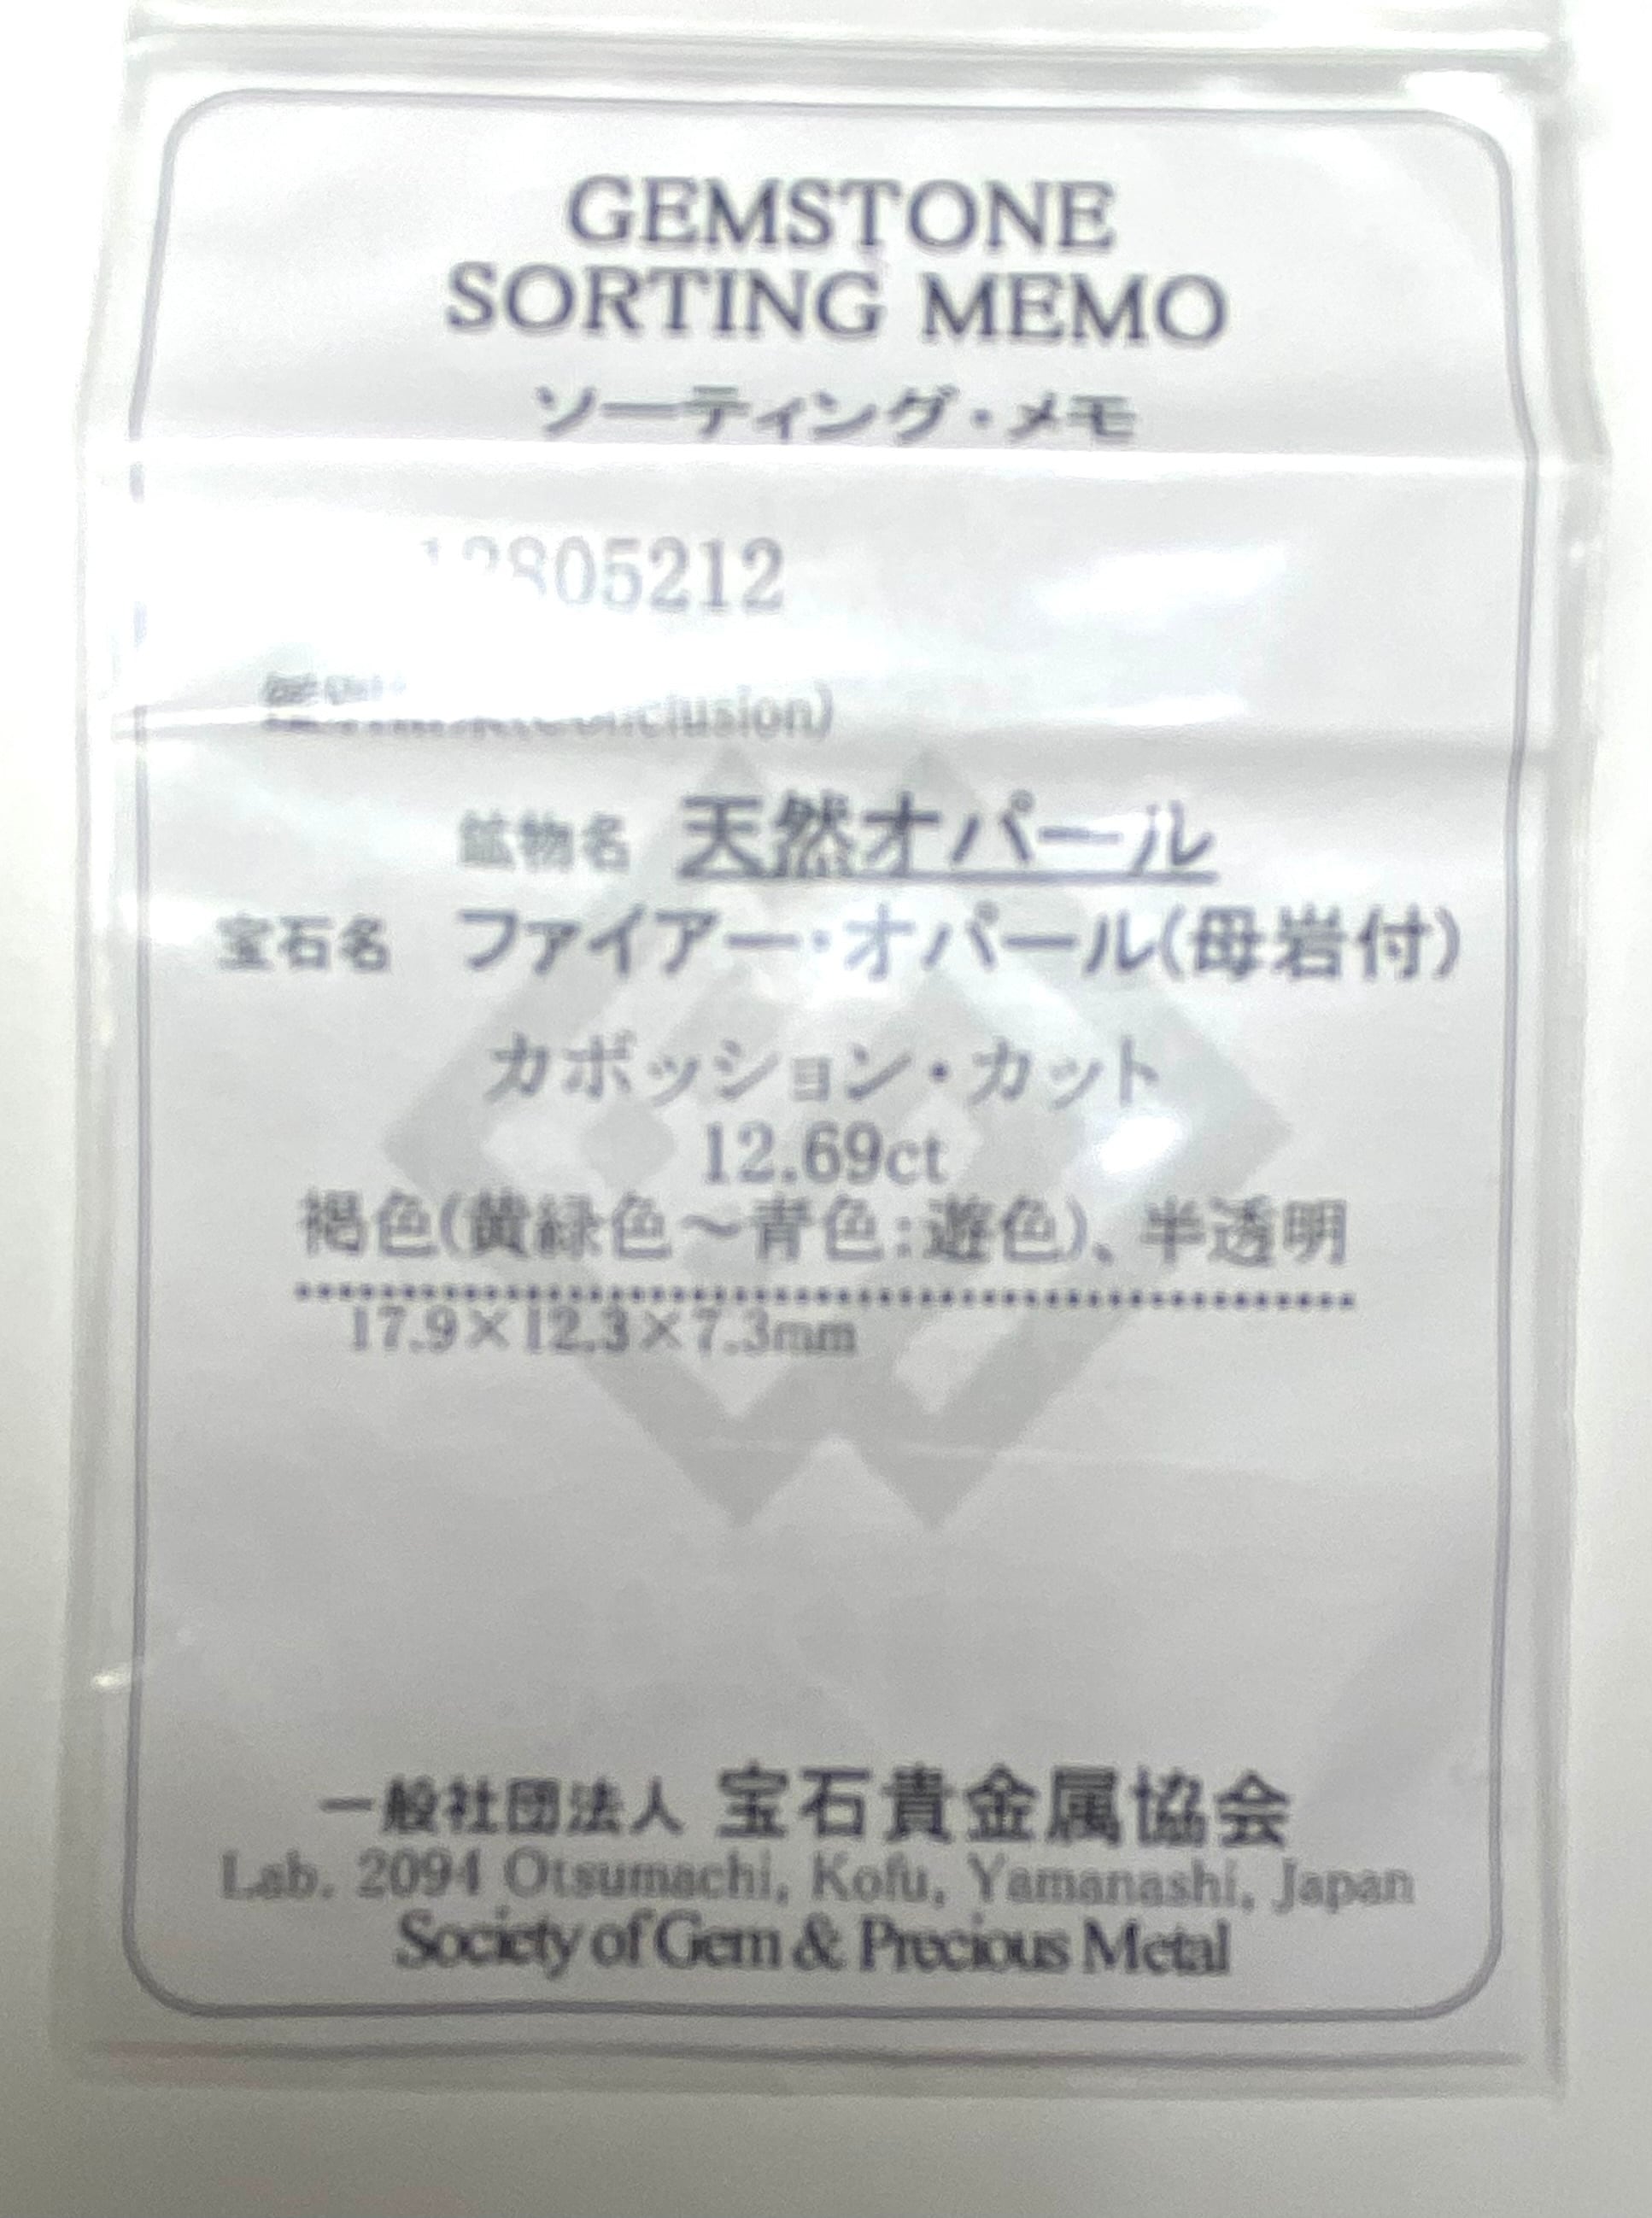 GEMSTONE
SORTING MEMO
ソーティング・メモ
12805212
(Conclusion)
鉱物名 天然オパール
宝石名 ファイアー・オパール(母岩付)
カボッション・カット
12.69ct
褐色(黄緑色～青色:遊色)、半透明
17.9×12.3×7.3mm
一般社団法人 宝石貴金属協会
Lab. 2094 Otsumachi, Kofu, Yamanashi, Japan
Society of Gem & Precious Metal